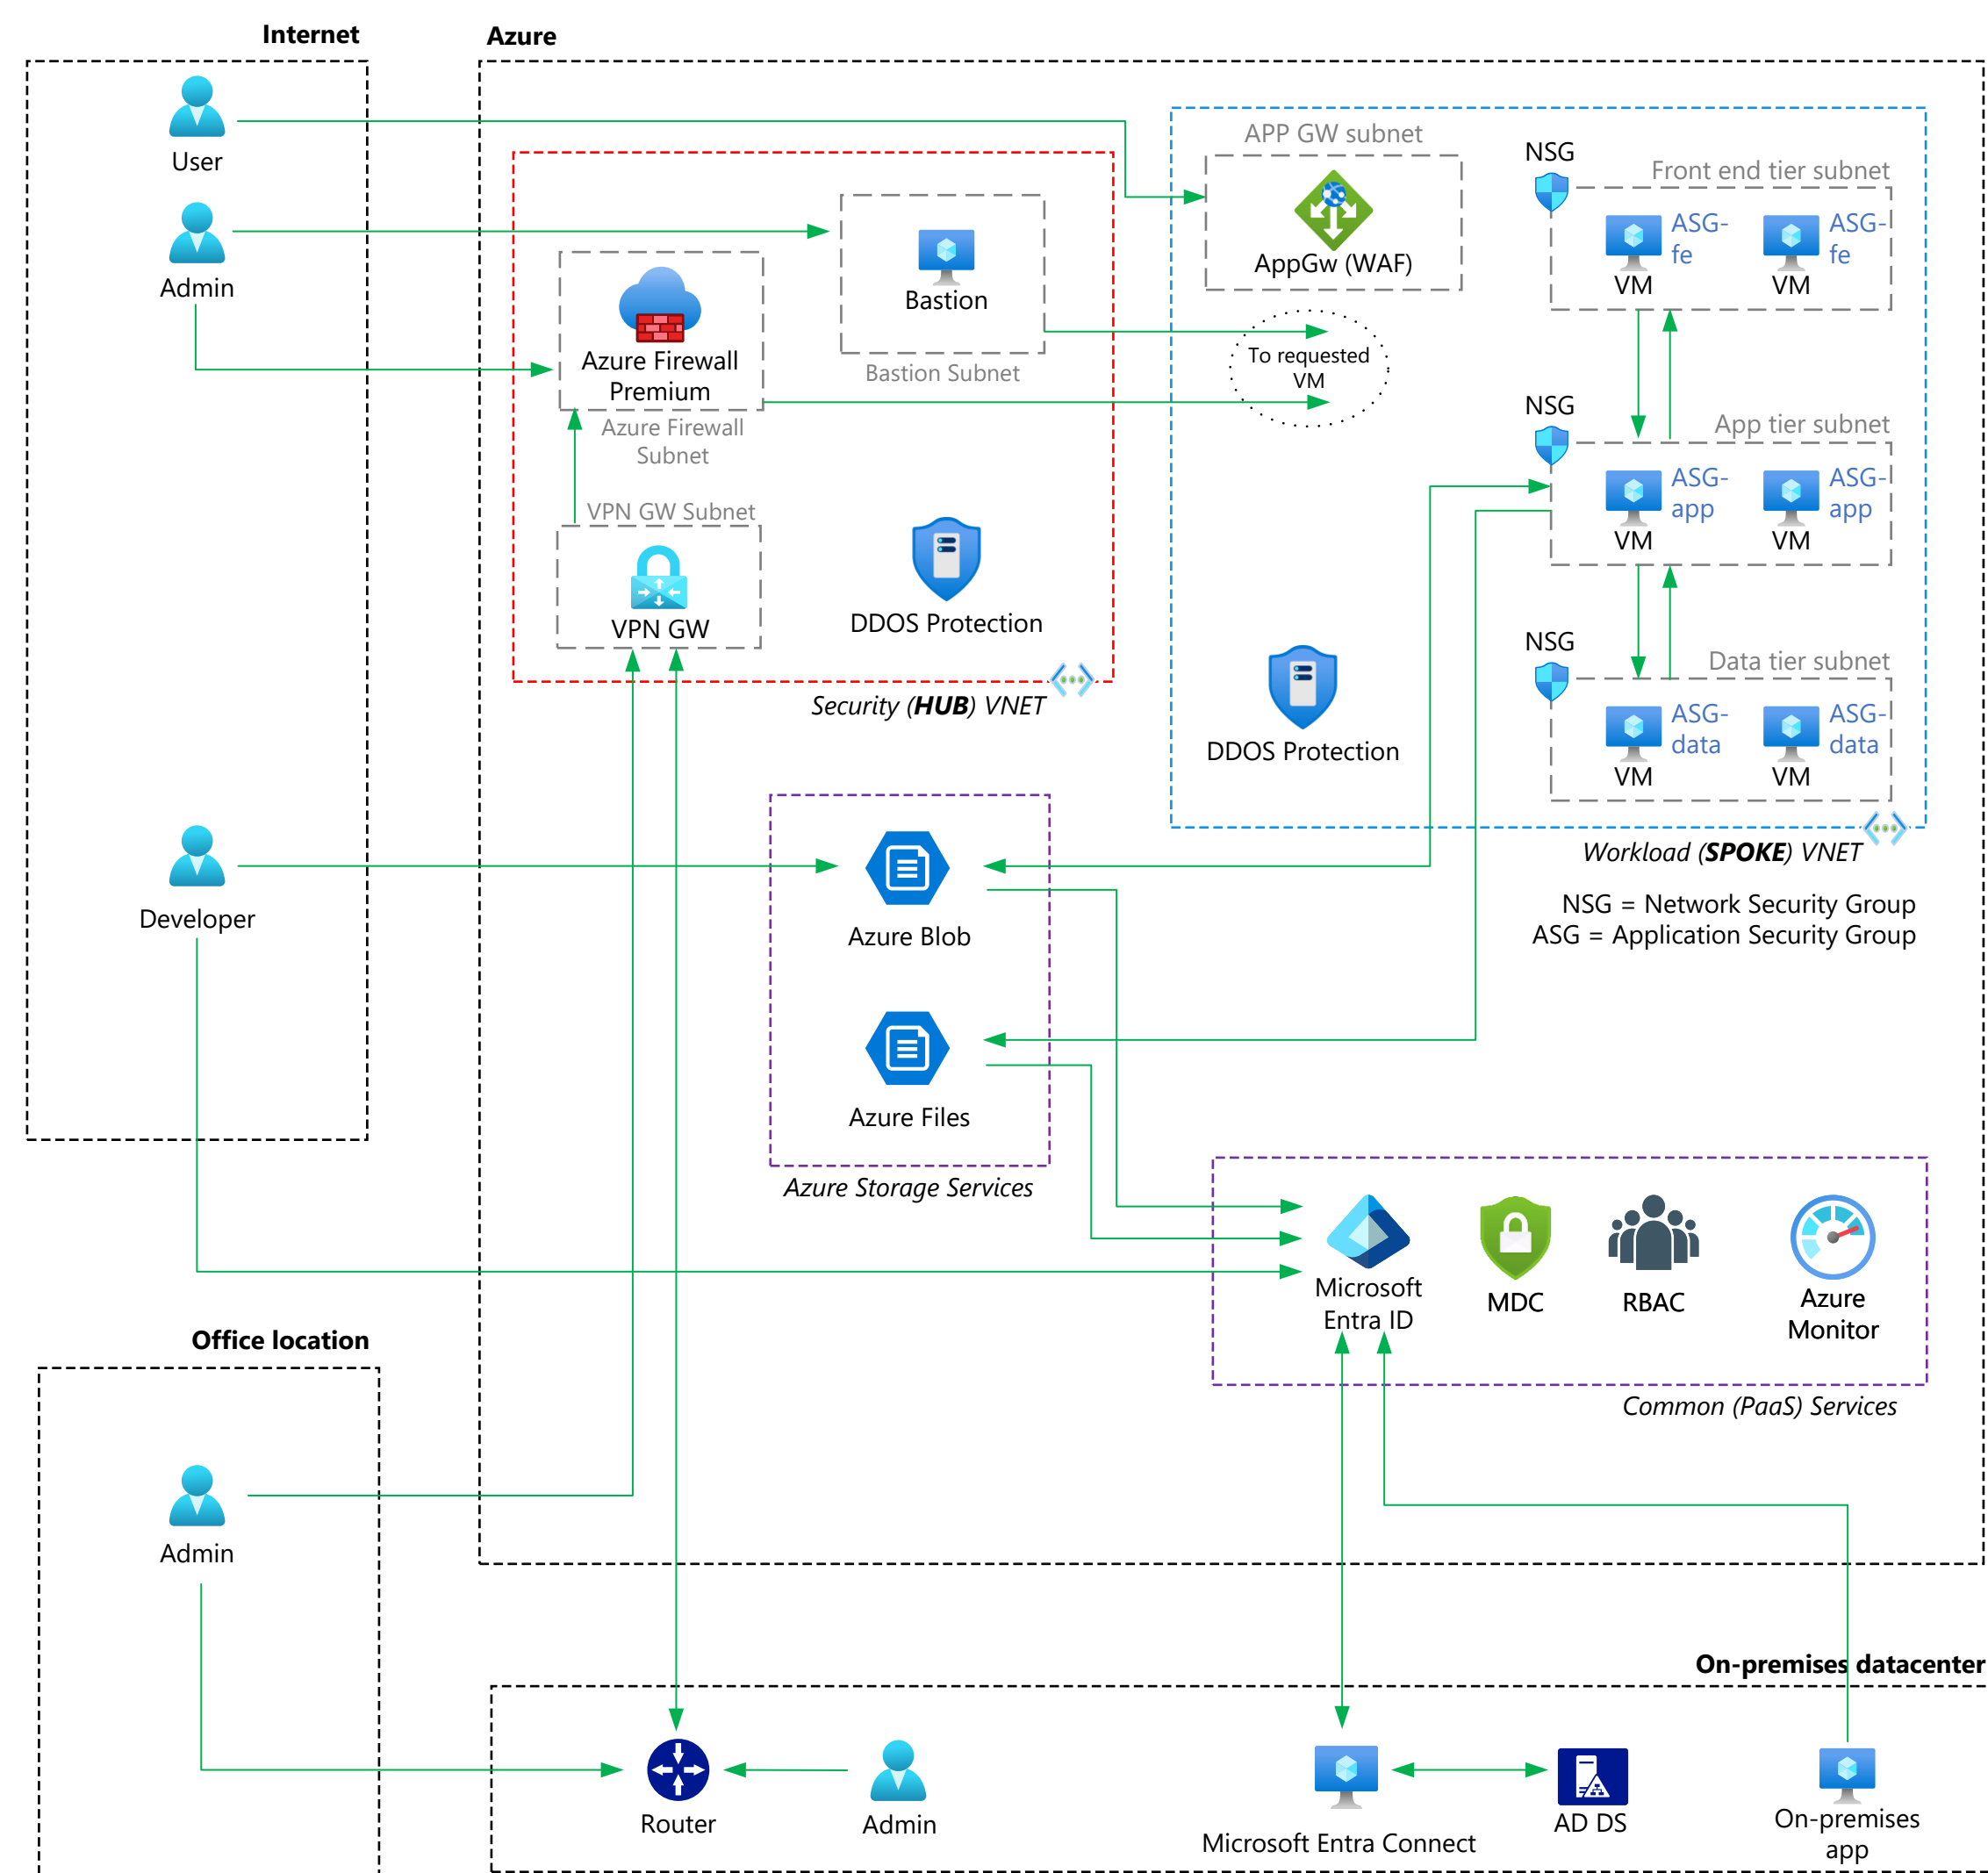 Internet
Azure
User
Admin
Azure Firewall
Premium
Azure Firewall
Subnet
Bastion
Bastion Subnet
VPN GW Subnet
VPN GW
DDOS Protection
Security (HUB) VNET
APP GW subnet
AppGw (WAF)
To requested
VM
DDOS Protection
NSG
Front end tier subnet
ASG-
fe
VM
ASG-
fe
VM
NSG
App tier subnet
ASG-
app
VM
ASG-
app
VM
NSG
Data tier subnet
ASG-
data
VM
ASG-
data
VM
Workload (SPOKE) VNET
NSG = Network Security Group
ASG = Application Security Group
Developer
Azure Blob
Azure Files
Azure Storage Services
Microsoft
Entra ID
MDC
RBAC
Azure
Monitor
Common (PaaS) Services
Office location
Admin
On-premises datacenter
Router
Admin
Microsoft Entra Connect
AD DS
On-premises
app